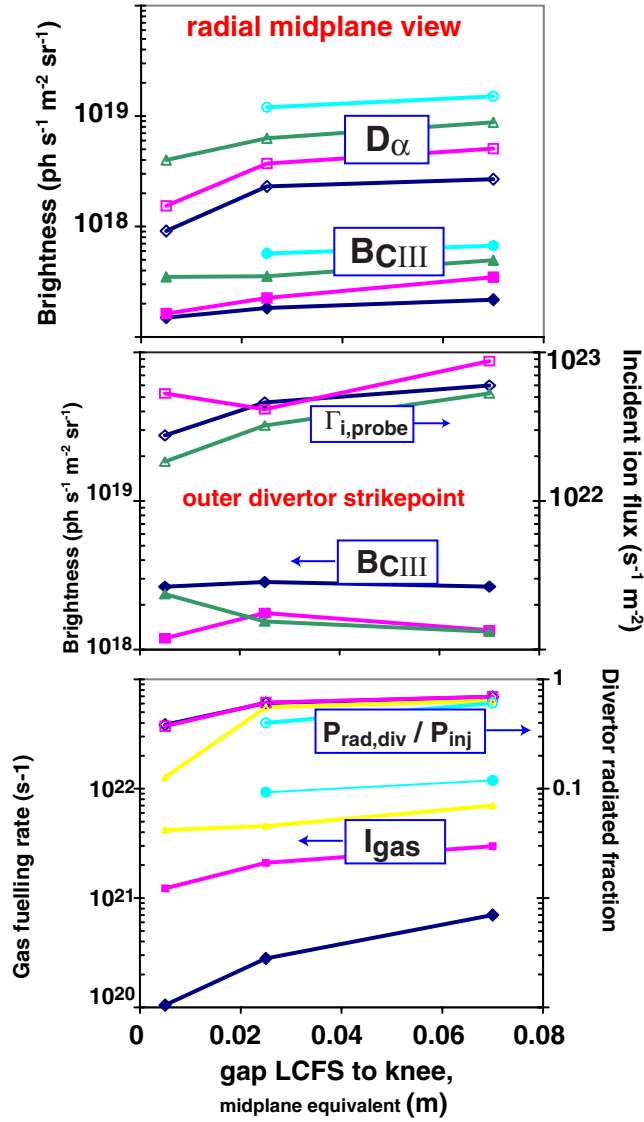 radial midplane view
10¹⁹
Dα
10¹⁸
BCIII
Brightness (ph s⁻¹ m⁻² sr⁻¹)
10²³
Γi,probe
10¹⁹
10²²
outer divertor strikepoint
BCIII
10¹⁸
Brightness (ph s⁻¹ m⁻² sr⁻¹)
Incident ion flux (s⁻¹ m⁻²)
1
Prad,div / Pinj
10²²
0.1
Igas
10²¹
10²⁰
Gas fuelling rate (s-1)
Divertor radiated fraction
0 0.02 0.04 0.06 0.08
gap LCFS to knee,
midplane equivalent (m)